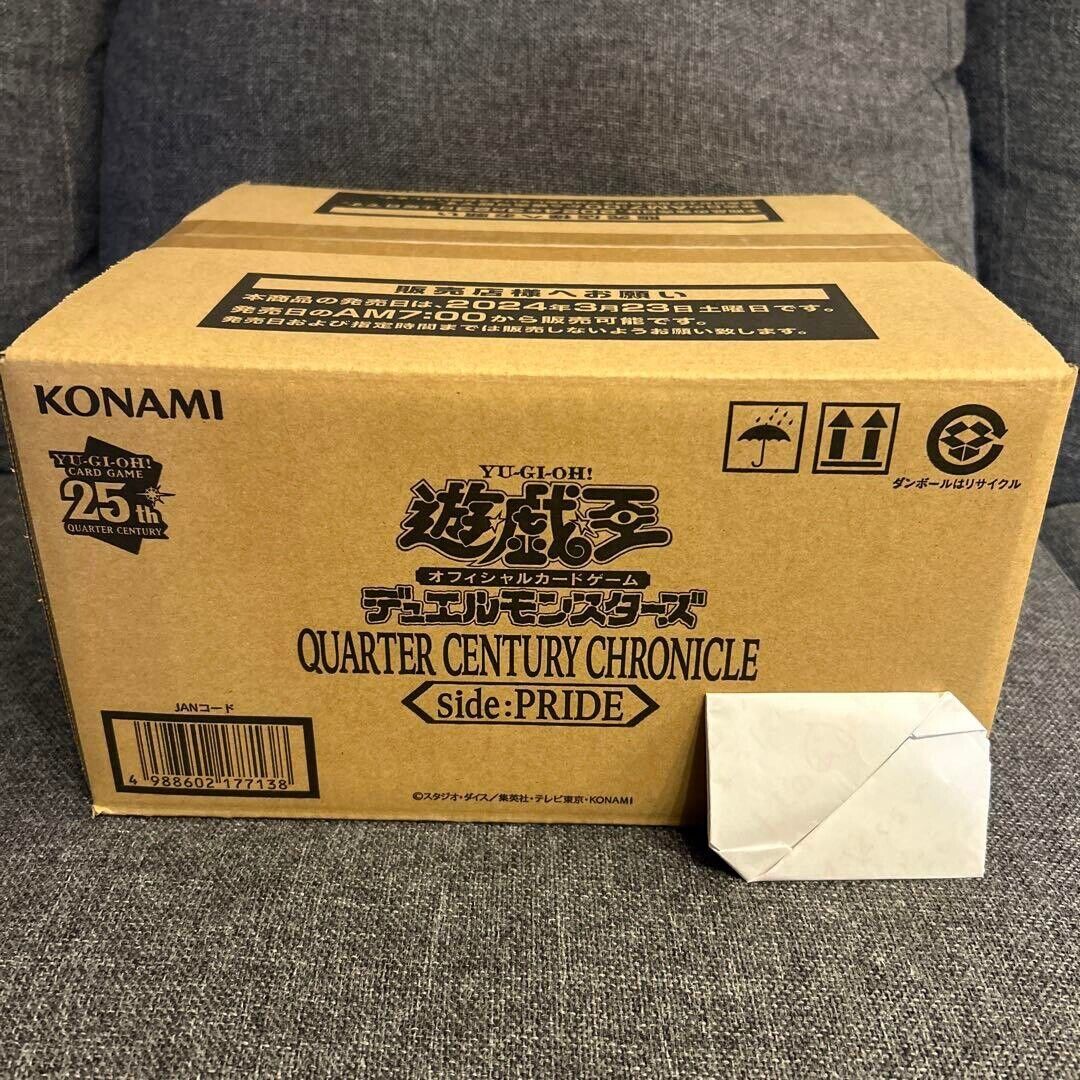 販売店様へお願い
販売店様へお願い
本商品の発売日は、2024年3月23日土曜日です。
発売日のAM7:00から販売可能です。
発売日および指定時間までは販売しないようお願い致します。
KONAMI
YU-GI-OH!
CARD GAME
25th
QUARTER CENTURY
YU-GI-OH!
遊戯王
オフィシャルカードゲーム
デュエルモンスターズ
QUARTER CENTURY CHRONICLE
side:PRIDE
ダンボールはリサイクル
JANコード
4 988602 177138
©スタジオ・ダイス/集英社・テレビ東京・KONAMI